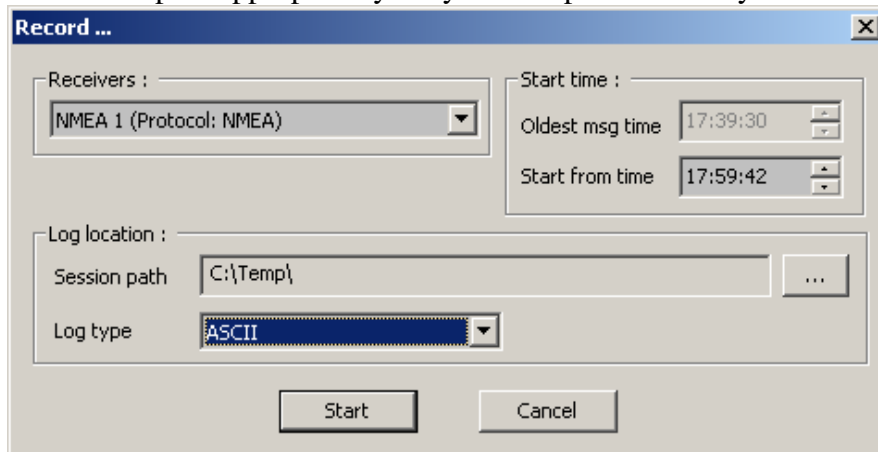 Record ...
Receivers :
NMEA 1 (Protocol: NMEA)
Start time :
Oldest msg time 17:39:30
Start from time 17:59:42
Log location :
Session path C:\Temp\ ...
Log type ASCII
Start Cancel